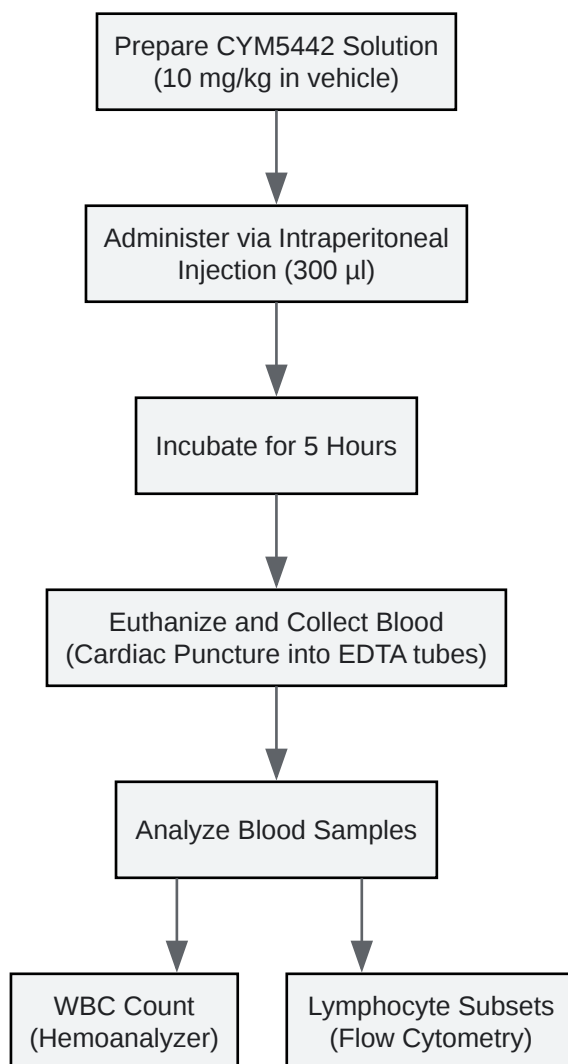 Prepare CYM5442 Solution
(10 mg/kg in vehicle)
Administer via Intraperitoneal
Injection (300 µl)
Incubate for 5 Hours
Euthanize and Collect Blood
(Cardiac Puncture into EDTA tubes)
Analyze Blood Samples
WBC Count
(Hemoanalyzer)
Lymphocyte Subsets
(Flow Cytometry)